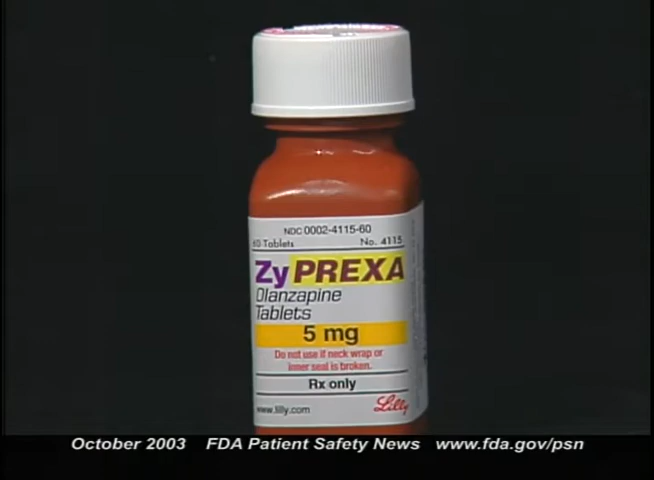 NDC 0002-4115-60
60 Tablets No. 4115
ZyPREXA
Olanzapine
Tablets
5 mg
Do not use if neck wrap or
inner seal is broken.
Rx only
www.lilly.com Lilly
October 2003 FDA Patient Safety News www.fda.gov/psn